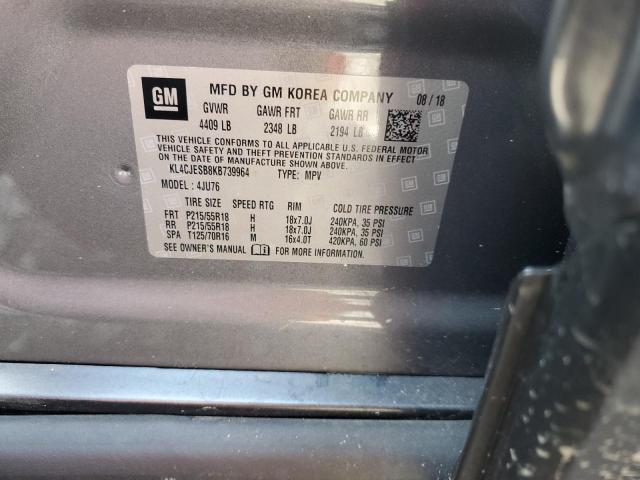 GM
MFD BY GM KOREA COMPANY 08 / 18
GVWR GAWR FRT GAWR RR
4409 LB 2348 LB 2194 LB
THIS VEHICLE CONFORMS TO ALL APPLICABLE U.S. FEDERAL MOTOR
VEHICLE SAFETY AND THEFT PREVENTION STANDARDS IN EFFECT
ON THE DATE OF MANUFACTURE SHOWN ABOVE.
KL4CJESB8KB739964 TYPE: MPV
MODEL: 4JU76
TIRE SIZE SPEED RTG RIM COLD TIRE PRESSURE
FRT P215/55R18 H 18x7.0J 240KPA, 35 PSI
RR P215/55R18 H 18x7.0J 240KPA, 35 PSI
SPA T125/70R16 M 16x4.0T 420KPA, 60 PSI
SEE OWNER'S MANUAL FOR MORE INFORMATION.